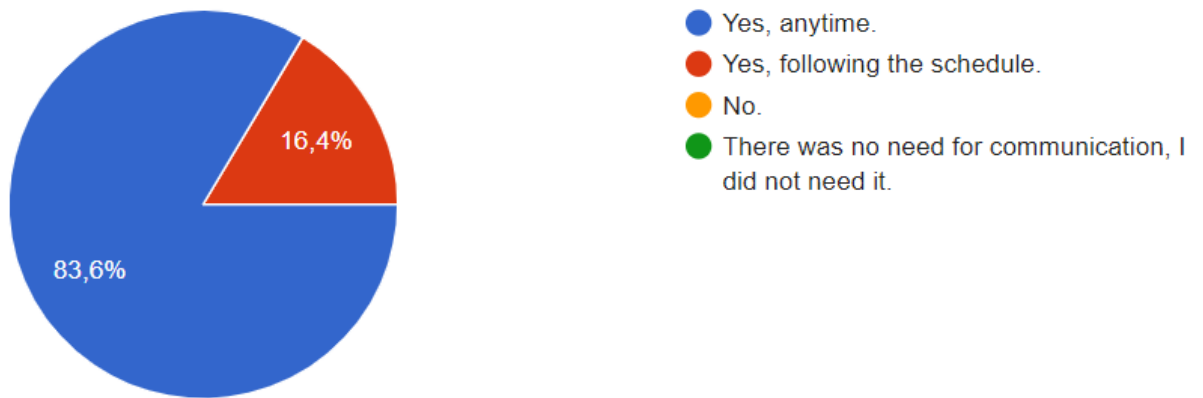 Yes, anytime.
Yes, following the schedule.
No.
There was no need for communication, I
did not need it.
16,4%
83,6%